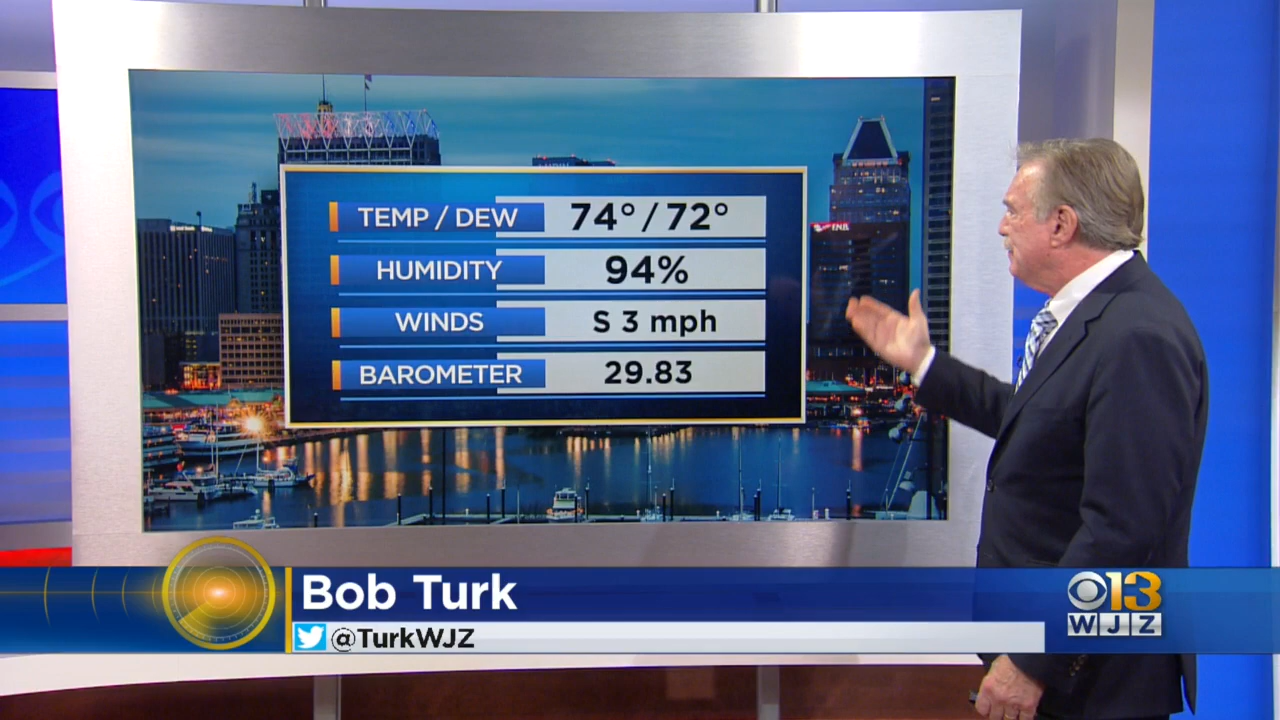 TEMP / DEW 74° / 72°
HUMIDITY 94%
WINDS S 3 mph
BAROMETER 29.83
Bob Turk
@TurkWJZ
13
WJZ